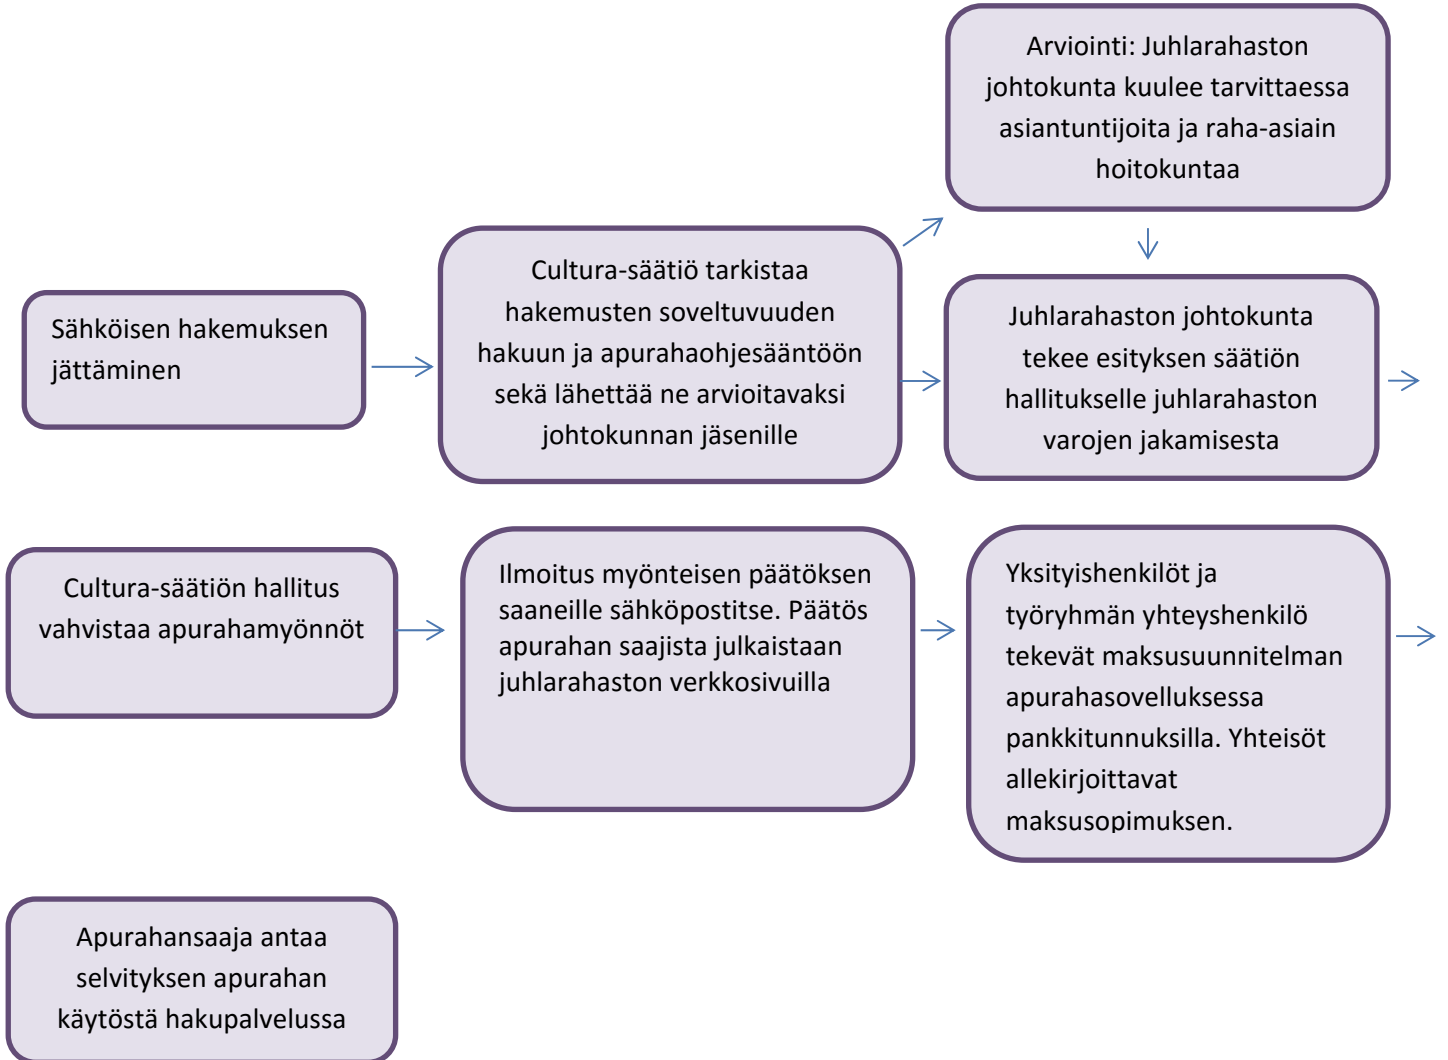 Arviointi: Juhlarahaston
johtokunta kuulee tarvittaessa
asiantuntijoita ja raha-asiain
hoitokuntaa
Sähköisen hakemuksen
jättäminen
Cultura-säätiö tarkistaa
hakemusten soveltuvuuden
hakuun ja apurahaohjesääntöön
sekä lähettää ne arvioitavaksi
johtokunnan jäsenille
Juhlarahaston johtokunta
tekee esityksen säätiön
hallitukselle juhlarahaston
varojen jakamisesta
Cultura-säätiön hallitus
vahvistaa apurahamyönnöt
Ilmoitus myönteisen päätöksen
saaneille sähköpostitse. Päätös
apurahan saajista julkaistaan
juhlarahaston verkkosivuilla
Yksityishenkilöt ja
työryhmän yhteyshenkilö
tekevät maksusuunnitelman
apurahasovelluksessa
pankkitunnuksilla. Yhteisöt
allekirjoittavat
maksusopimuksen.
Apurahansaaja antaa
selvityksen apurahan
käytöstä hakupalvelussa